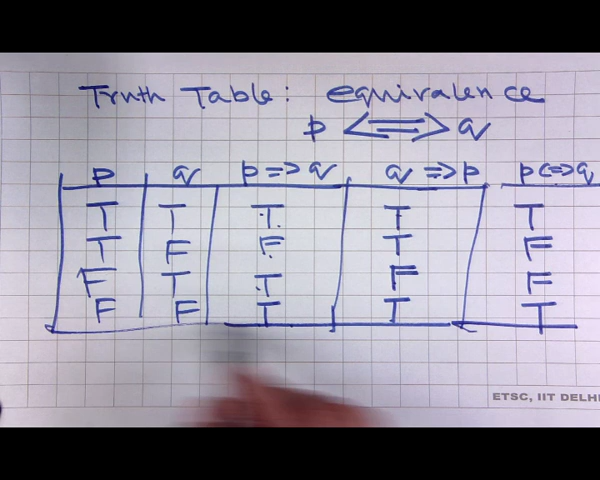 Truth Table: equivalence
p <=> q
p q p => q q => p p <=> q
T T T T T
T F F T F
F T T F F
F F T T T
ETSC, IIT DELHI